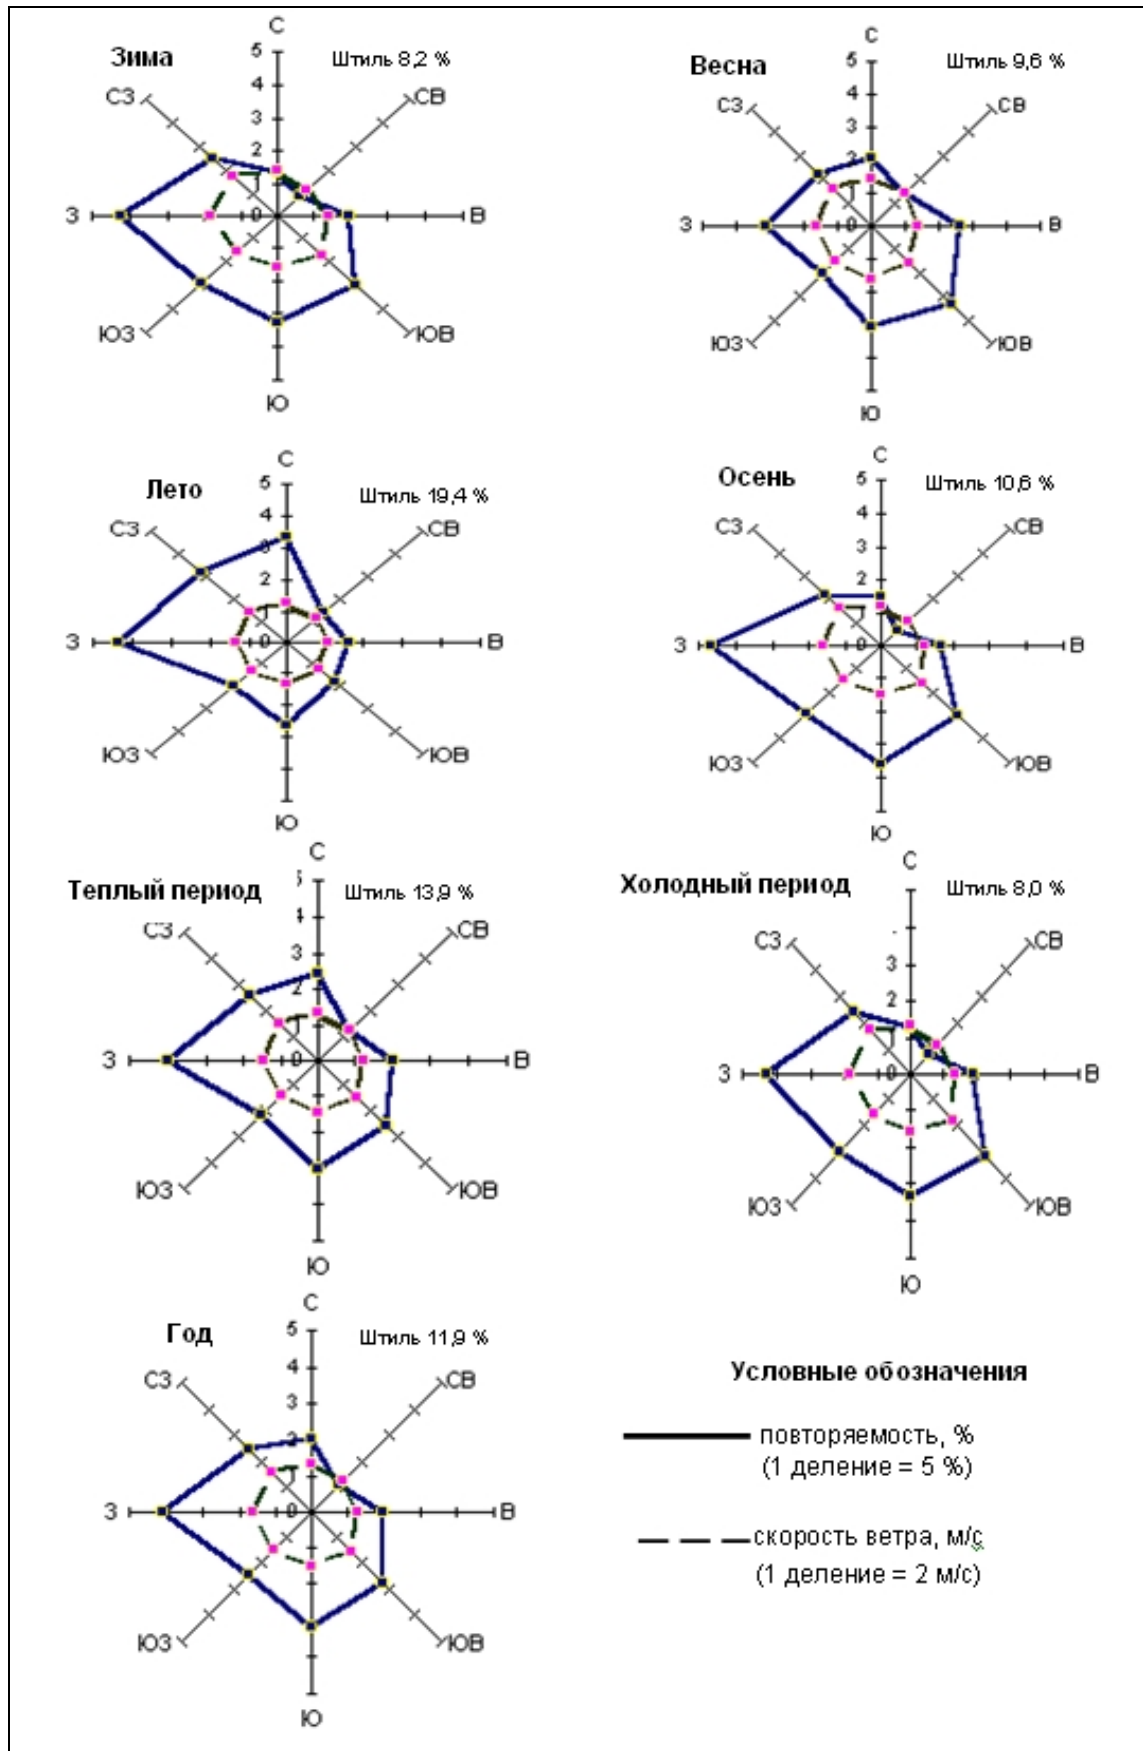 Зима
Штиль 8,2 %
С
5
4
3
2
1
0
СЗ
СВ
З
В
ЮЗ
ЮВ
Ю
Весна
Штиль 9,6 %
С
5
4
3
2
1
0
СЗ
СВ
З
В
ЮЗ
ЮВ
Ю
Лето
Штиль 19,4 %
С
5
4
3
2
1
0
СЗ
СВ
З
В
ЮЗ
ЮВ
Ю
Осень
Штиль 10,6 %
С
5
4
3
2
1
0
СЗ
СВ
З
В
ЮЗ
ЮВ
Ю
Теплый период
Штиль 13,9 %
С
5
4
3
2
1
0
СЗ
СВ
З
В
ЮЗ
ЮВ
Ю
Холодный период
Штиль 8,0 %
С
3
2
1
0
СЗ
СВ
З
В
ЮЗ
ЮВ
Ю
Год
Штиль 11,9 %
С
5
4
3
2
1
0
СЗ
СВ
З
В
ЮЗ
ЮВ
Ю
Условные обозначения
повторяемость, %
(1 деление = 5 %)
скорость ветра, м/с
(1 деление = 2 м/с)